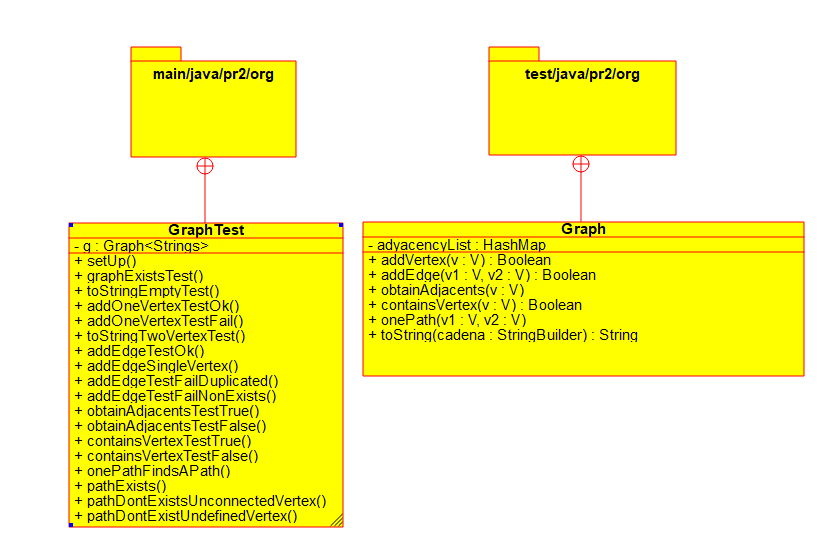 main/java/pr2/org
test/java/pr2/org
GraphTest
- g : Graph<Strings>
+ setUp()
+ graphExistsTest()
+ toStringEmptyTest()
+ addOneVertexTestOk()
+ addOneVertexTestFail()
+ toStringTwoVertexTest()
+ addEdgeTestOk()
+ addEdgeSingleVertex()
+ addEdgeTestFailDuplicated()
+ addEdgeTestFailNonExists()
+ obtainAdjacentsTestTrue()
+ obtainAdjacentsTestFalse()
+ containsVertexTestTrue()
+ containsVertexTestFalse()
+ onePathFindsAPath()
+ pathExists()
+ pathDontExistsUnconnectedVertex()
+ pathDontExistUndefinedVertex()
Graph
- adyacencyList : HashMap
+ addVertex(v : V) : Boolean
+ addEdge(v1 : V, v2 : V) : Boolean
+ obtainAdjacents(v : V)
+ containsVertex(v : V) : Boolean
+ onePath(v1 : V, v2 : V)
+ toString(cadena : StringBuilder) : String